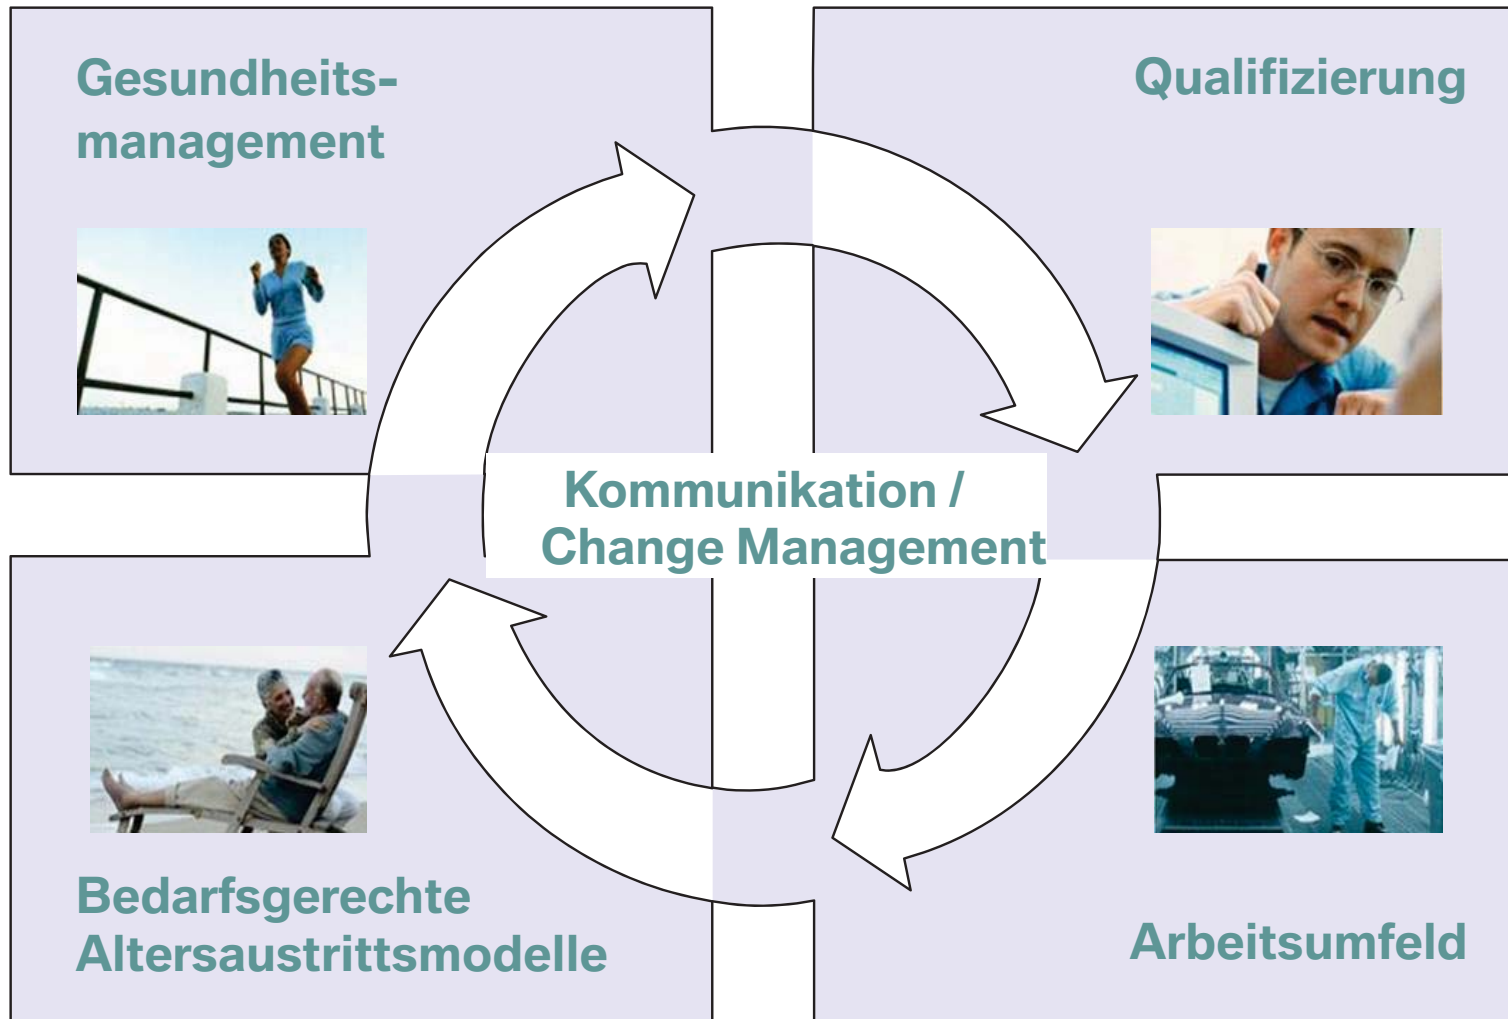 Gesundheits-
management
Qualifizierung
Kommunikation /
Change Management
Bedarfsgerechte
Altersaustrittsmodelle
Arbeitsumfeld